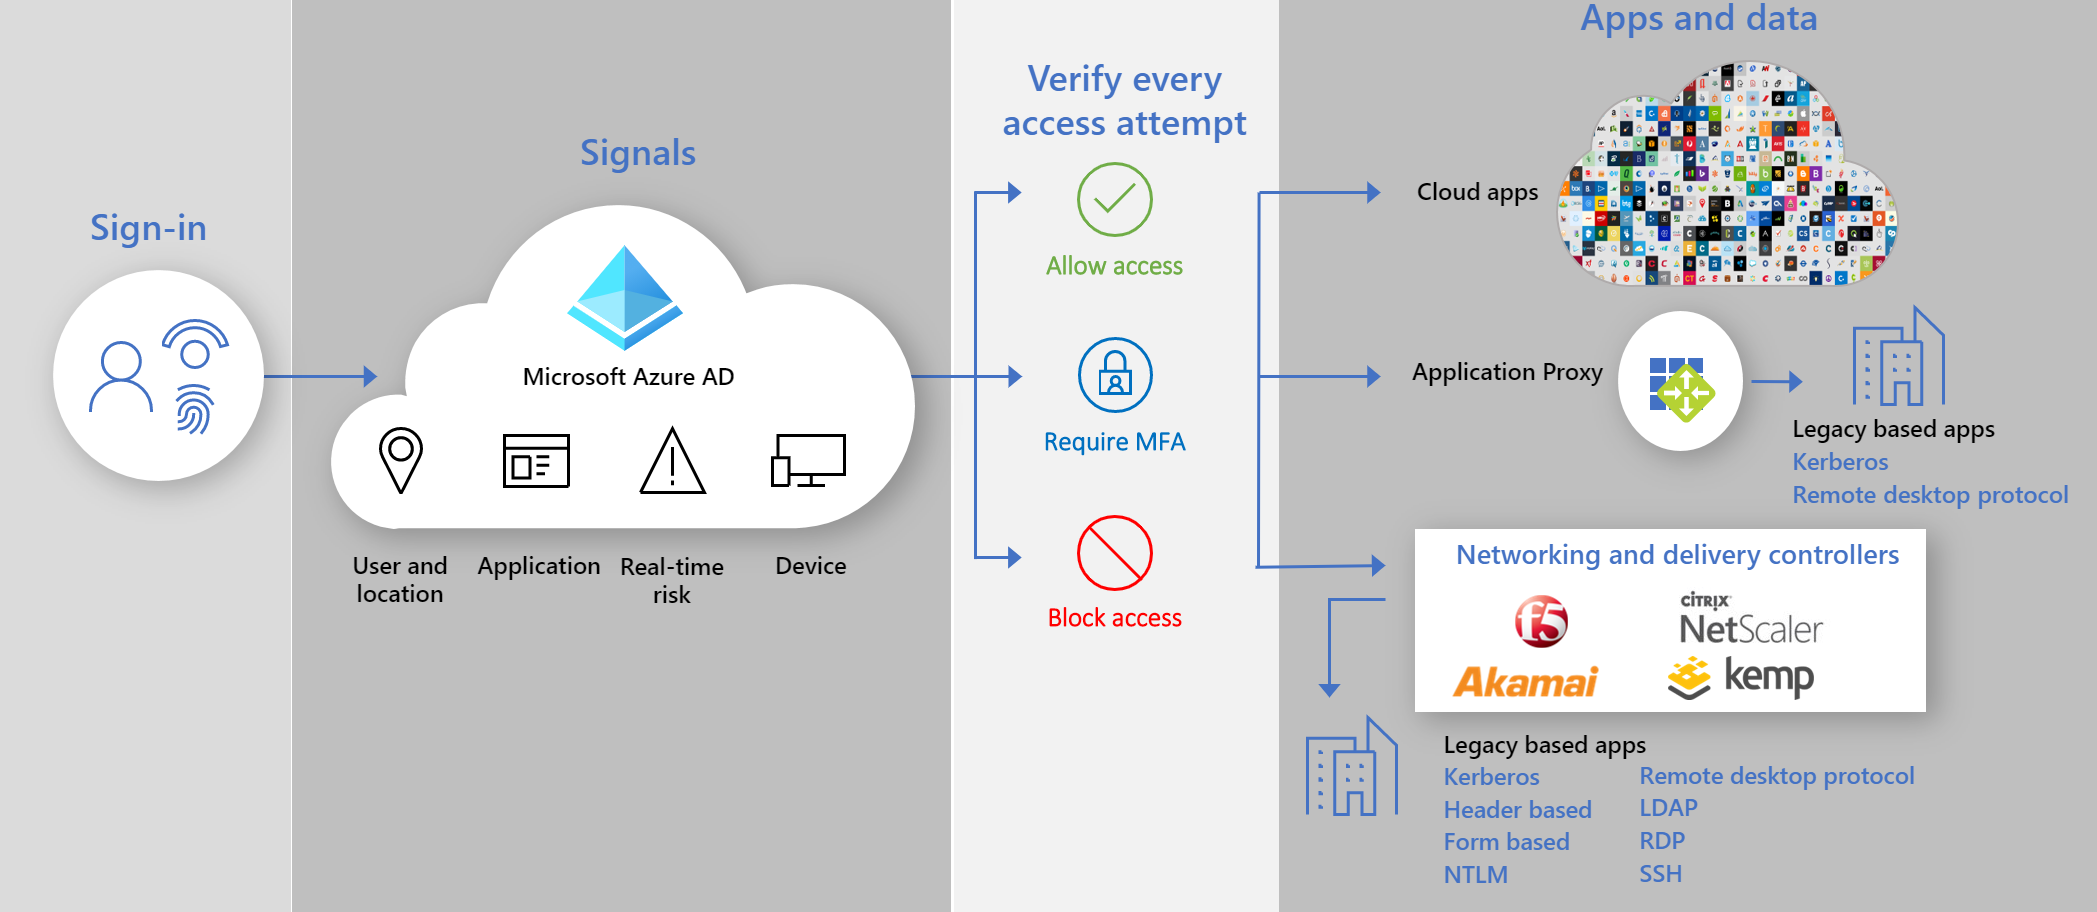 Sign-in
Signals
Microsoft Azure AD
User and
location
Application
Real-time
risk
Device
Verify every
access attempt
Allow access
Require MFA
Block access
Apps and data
Cloud apps
Application Proxy
Legacy based apps
Kerberos
Remote desktop protocol
Networking and delivery controllers
f5
CİTRIX
NetScaler
Akamai
kemp
Legacy based apps
Kerberos
Header based
Form based
NTLM
Remote desktop protocol
LDAP
RDP
SSH